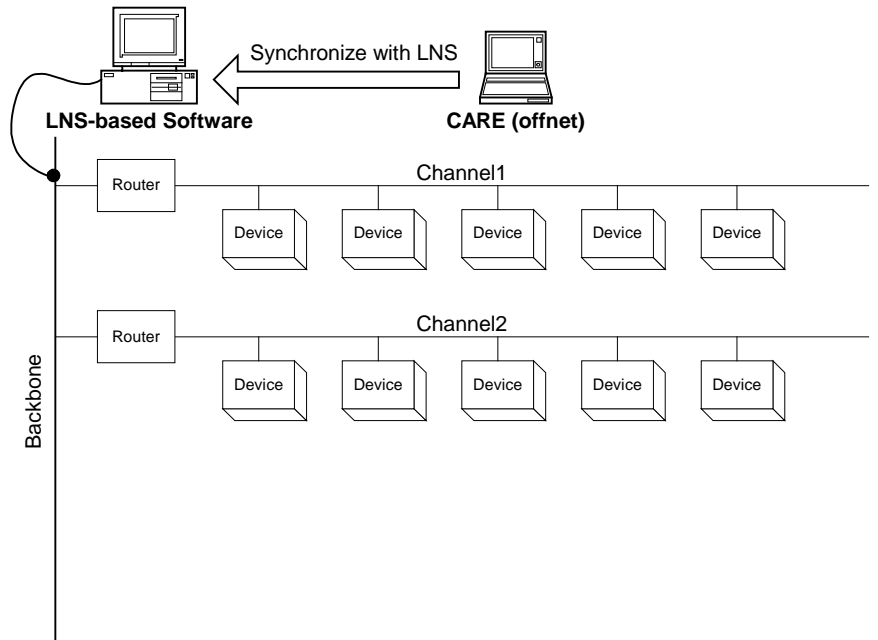 Synchronize with LNS
LNS-based Software
CARE (offnet)
Router
Channel1
Device
Device
Device
Device
Device
Router
Channel2
Device
Device
Device
Device
Device
Backbone